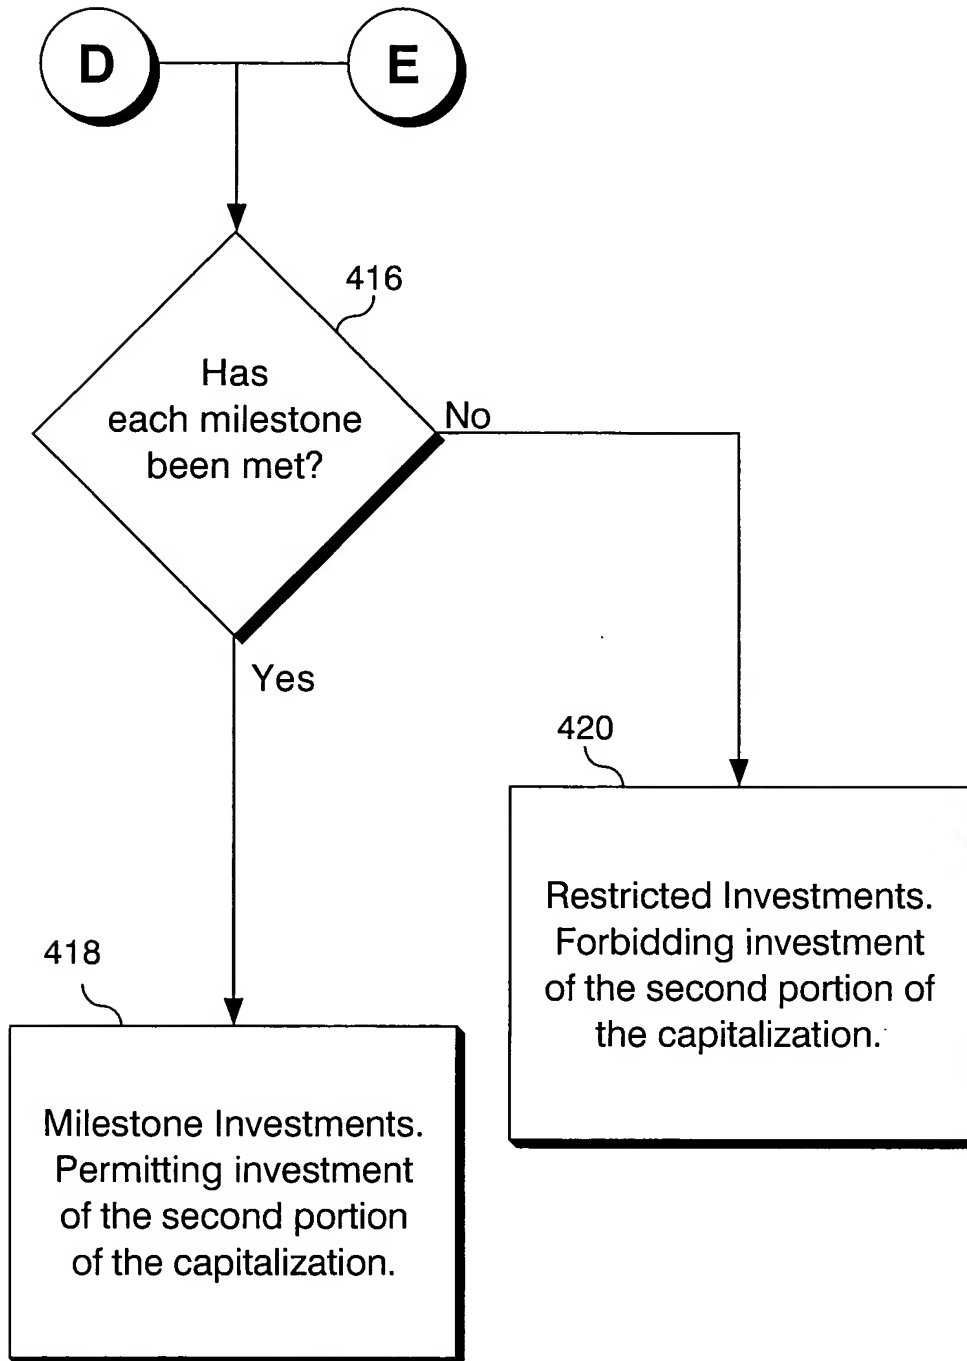 D
E
416
Has
each milestone
been met?
No
Yes
420
Restricted Investments.
Forbidding investment
of the second portion of
the capitalization.
418
Milestone Investments.
Permitting investment
of the second portion
of the capitalization.